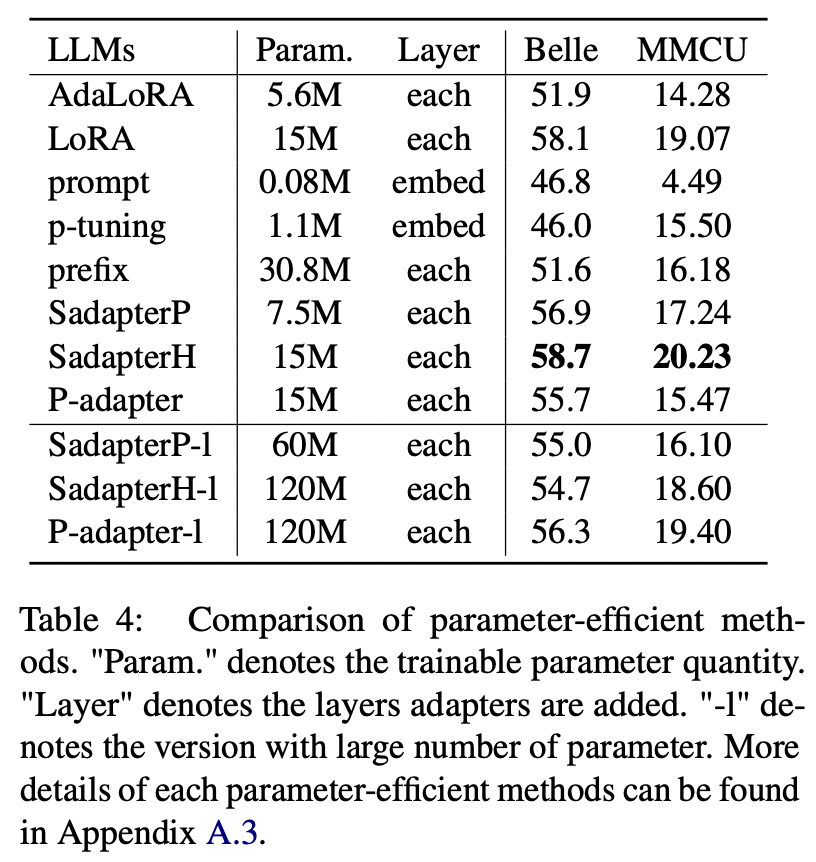 LLMs Param. Layer Belle MMCU
AdaLoRA 5.6M each 51.9 14.28
LoRA 15M each 58.1 19.07
prompt 0.08M embed 46.8 4.49
p-tuning 1.1M embed 46.0 15.50
prefix 30.8M each 51.6 16.18
SadapterP 7.5M each 56.9 17.24
SadapterH 15M each 58.7 20.23
P-adapter 15M each 55.7 15.47
SadapterP-l 60M each 55.0 16.10
SadapterH-l 120M each 54.7 18.60
P-adapter-l 120M each 56.3 19.40
Table 4: Comparison of parameter-efficient meth-
ods. "Param." denotes the trainable parameter quantity.
"Layer" denotes the layers adapters are added. "-l" de-
notes the version with large number of parameter. More
details of each parameter-efficient methods can be found
in Appendix A.3.